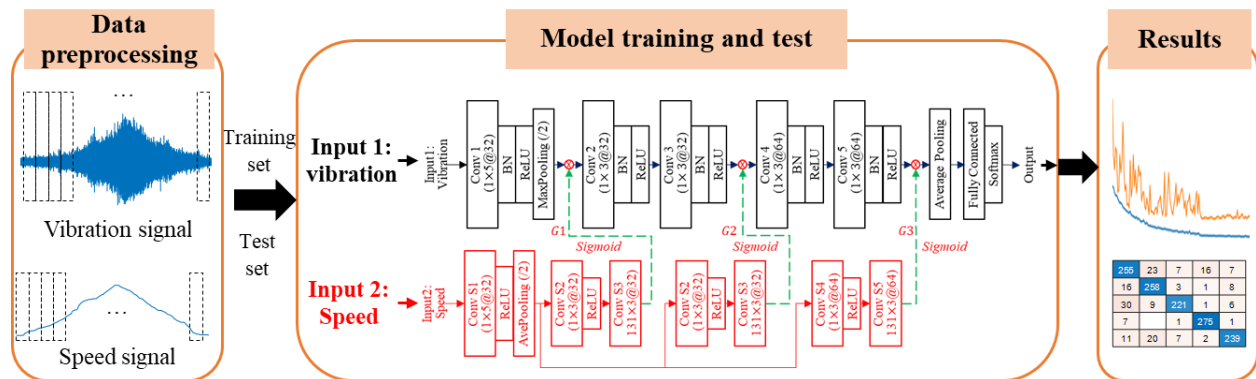 Data
preprocessing
Model training and test
Results
...
Vibration signal
...
Speed signal
Training
set
Test
set
Input 1:
vibration
Input1:
Vibration
Conv 1
(1×5@32)
BN
ReLU
MaxPooling (/2)
Conv 2
(1×3@32)
BN
ReLU
Conv 3
(1×3@32)
BN
ReLU
Conv 4
(1×3@64)
BN
ReLU
Conv 5
(1×3@64)
BN
ReLU
Average Pooling
Fully Connected
Softmax
Output
G1
Sigmoid
G2
Sigmoid
G3
Sigmoid
Input 2:
Speed
Input2:
Speed
Conv S1
(1×5@32)
ReLU
AvePooling (/2)
Conv S2
(1×3@32)
ReLU
Conv S3
131×3@32)
Conv S2
(1×3@32)
ReLU
Conv S3
131×3@32)
Conv S4
(1×3@64)
ReLU
Conv S5
131×3@64)
255 23 7 16 7
16 258 3 1 8
30 9 221 1 6
7 1 275 1
11 20 7 2 239